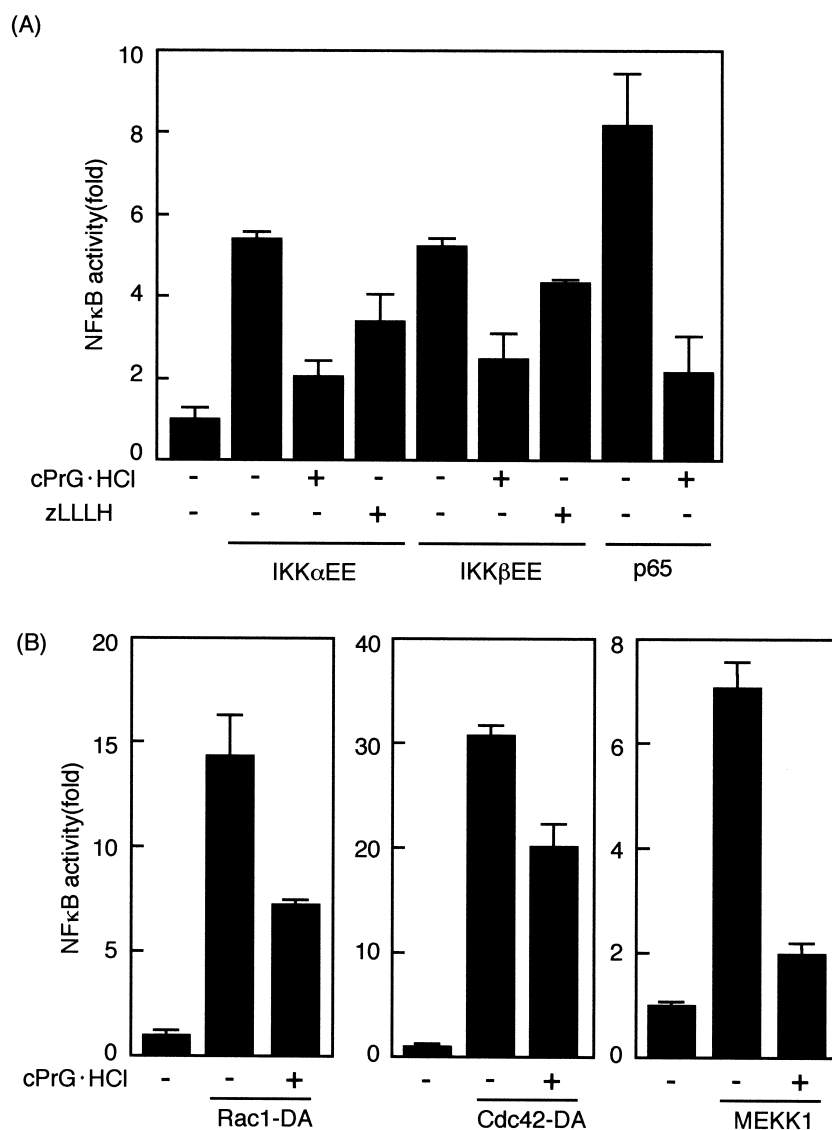 (A)
10
8
6
4
2
0
NFκB activity(fold)
cPrG·HCl - - + - - + - - +
zLLLH - - - + - - + - -
IKKαEE IKKβEE p65
(B)
20
15
10
5
0
NFκB activity(fold)
40
30
20
10
0
8
6
4
2
0
cPrG·HCl - - + - - + - - +
Rac1-DA Cdc42-DA MEKK1